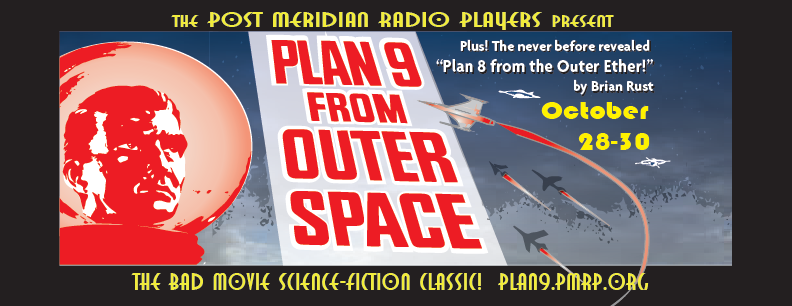 THE POST MERIDIAN RADIO PLAYERS PRESENT
PLAN 9
FROM
OUTER
SPACE
Plus! The never before revealed
“Plan 8 from the Outer Ether!”
by Brian Rust
October
28-30
THE BAD MOVIE SCIENCE-FICTION CLASSIC! PLAN9.PMRP.ORG